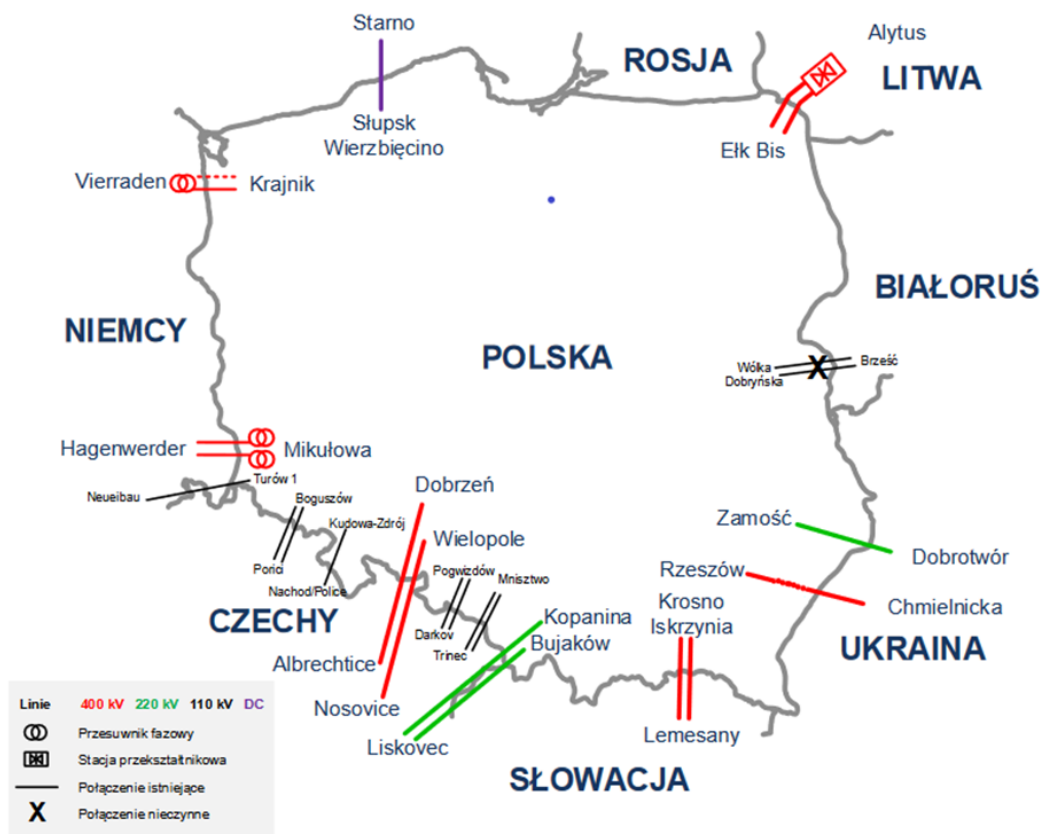 Starno
Alytus
ROSJA
LITWA
Słupsk
Wierzbięcino
Ełk Bis
Vierraden
Krajnik
BIAŁORUŚ
NIEMCY
POLSKA
Wólka
Dobryńska
X
Brześć
Hagenwerder
Mikułowa
Turów 1
Neueibau
Boguszów
Dobrzeń
Kudowa-Zdrój
Wielopole
Zamość
Porici
Pogwizdów
Mnisztwo
Rzeszów
Dobrotwór
Nachod/Police
Krosno
Iskrzynia
Chmielnicka
CZECHY
Kopanina
Bujaków
Darkov
Trinec
UKRAINA
Albrechtice
Nosovice
Liskovec
Lemesany
SŁOWACJA
Linie 400 kV 220 kV 110 kV DC
Przesuwnik fazowy
Stacja przekształtnikowa
Połączenie istniejące
X Połączenie nieczynne